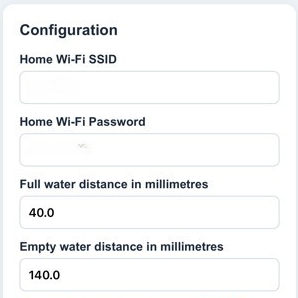 Configuration
Home Wi-Fi SSID
Home Wi-Fi Password
Full water distance in millimetres
40.0
Empty water distance in millimetres
140.0